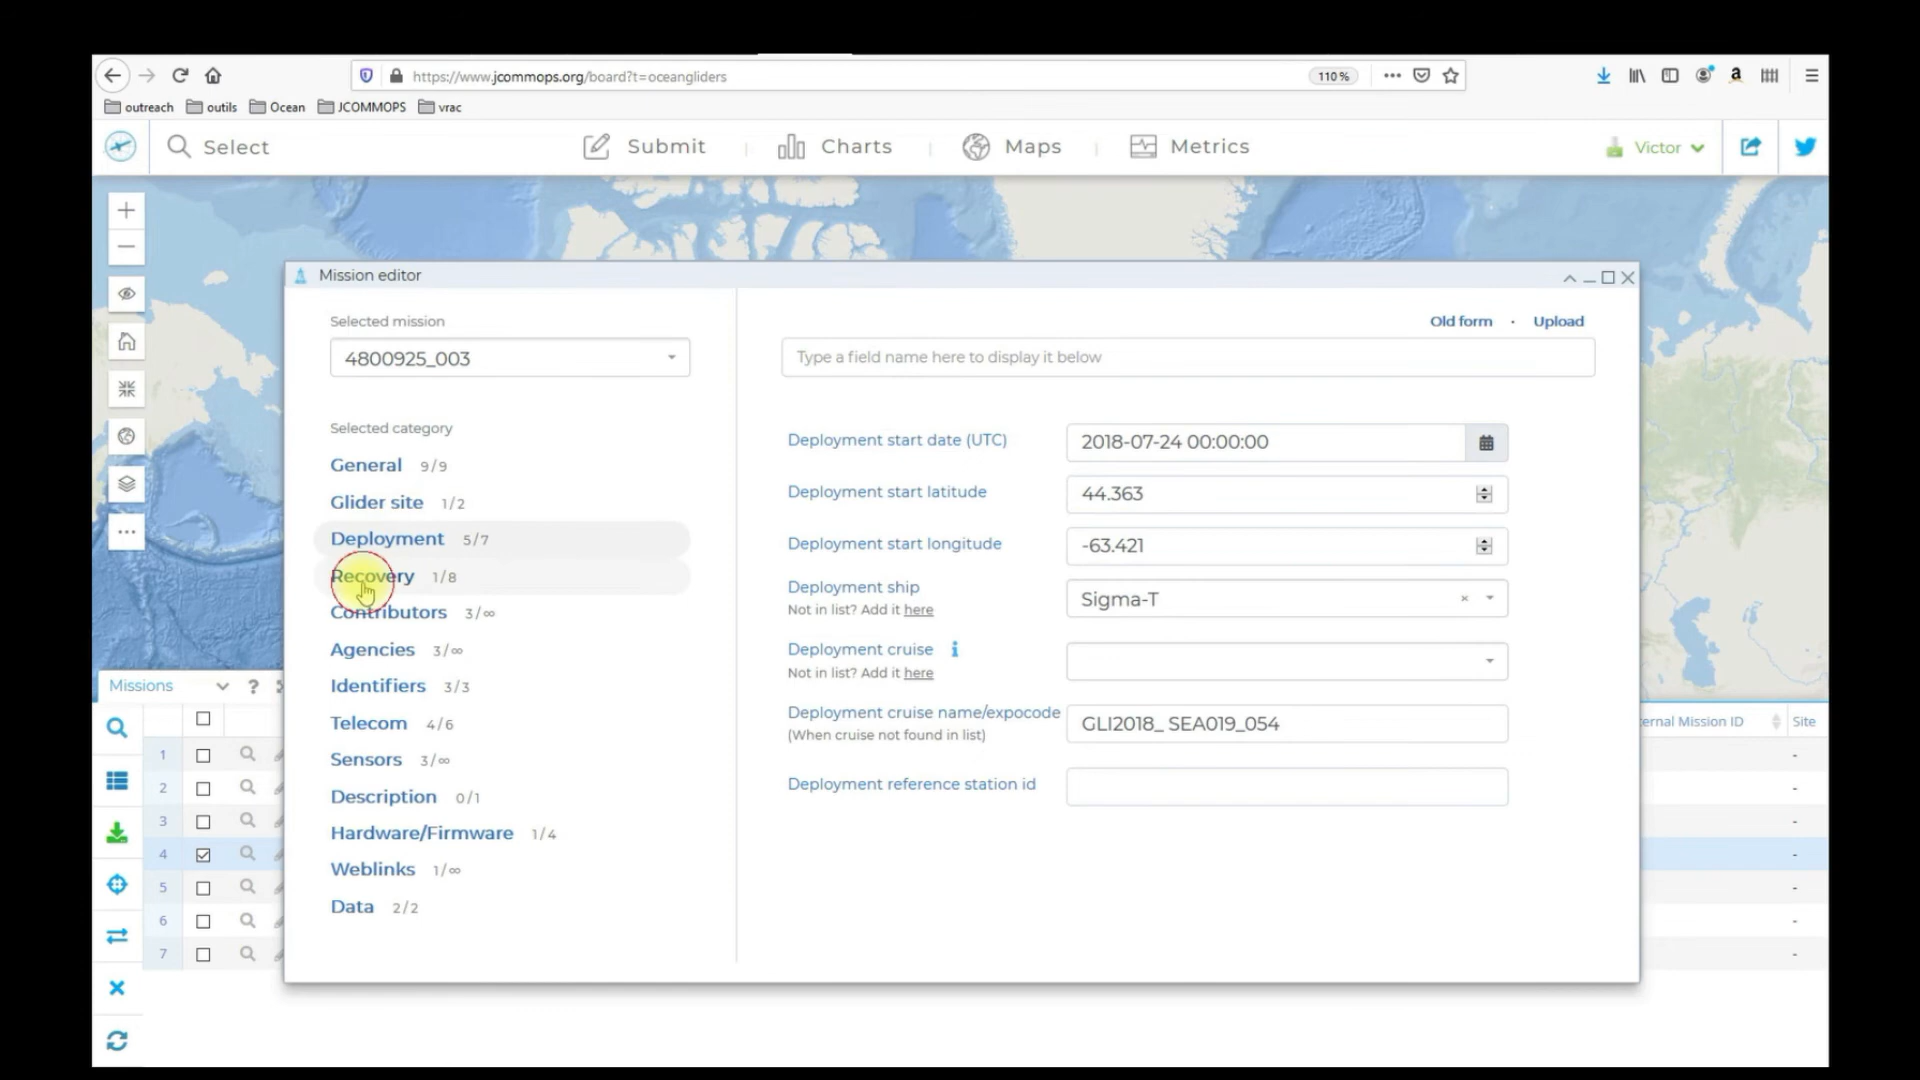 https://www.jcommops.org/board?t=oceangliders
110%
outreach
outils
Ocean
JCOMMOPS
vrac
Select
Submit
Charts
Maps
Metrics
Victor
Mission editor
Selected mission
4800925_003
Old form · Upload
Type a field name here to display it below
Selected category
General 9/9
Glider site 1/2
Deployment 5/7
Recovery 1/8
Contributors 3/∞
Agencies 3/∞
Identifiers 3/3
Telecom 4/6
Sensors 3/∞
Description 0/1
Hardware/Firmware 1/4
Weblinks 1/∞
Data 2/2
Deployment start date (UTC)
2018-07-24 00:00:00
Deployment start latitude
44.363
Deployment start longitude
-63.421
Deployment ship
Not in list? Add it here
Sigma-T
Deployment cruise
Not in list? Add it here
Deployment cruise name/expocode
(When cruise not found in list)
GLI2018_ SEA019_054
Deployment reference station id
Missions
?
ernal Mission ID
Site
1 -
2 -
3 -
4 -
5 -
6 -
7 -